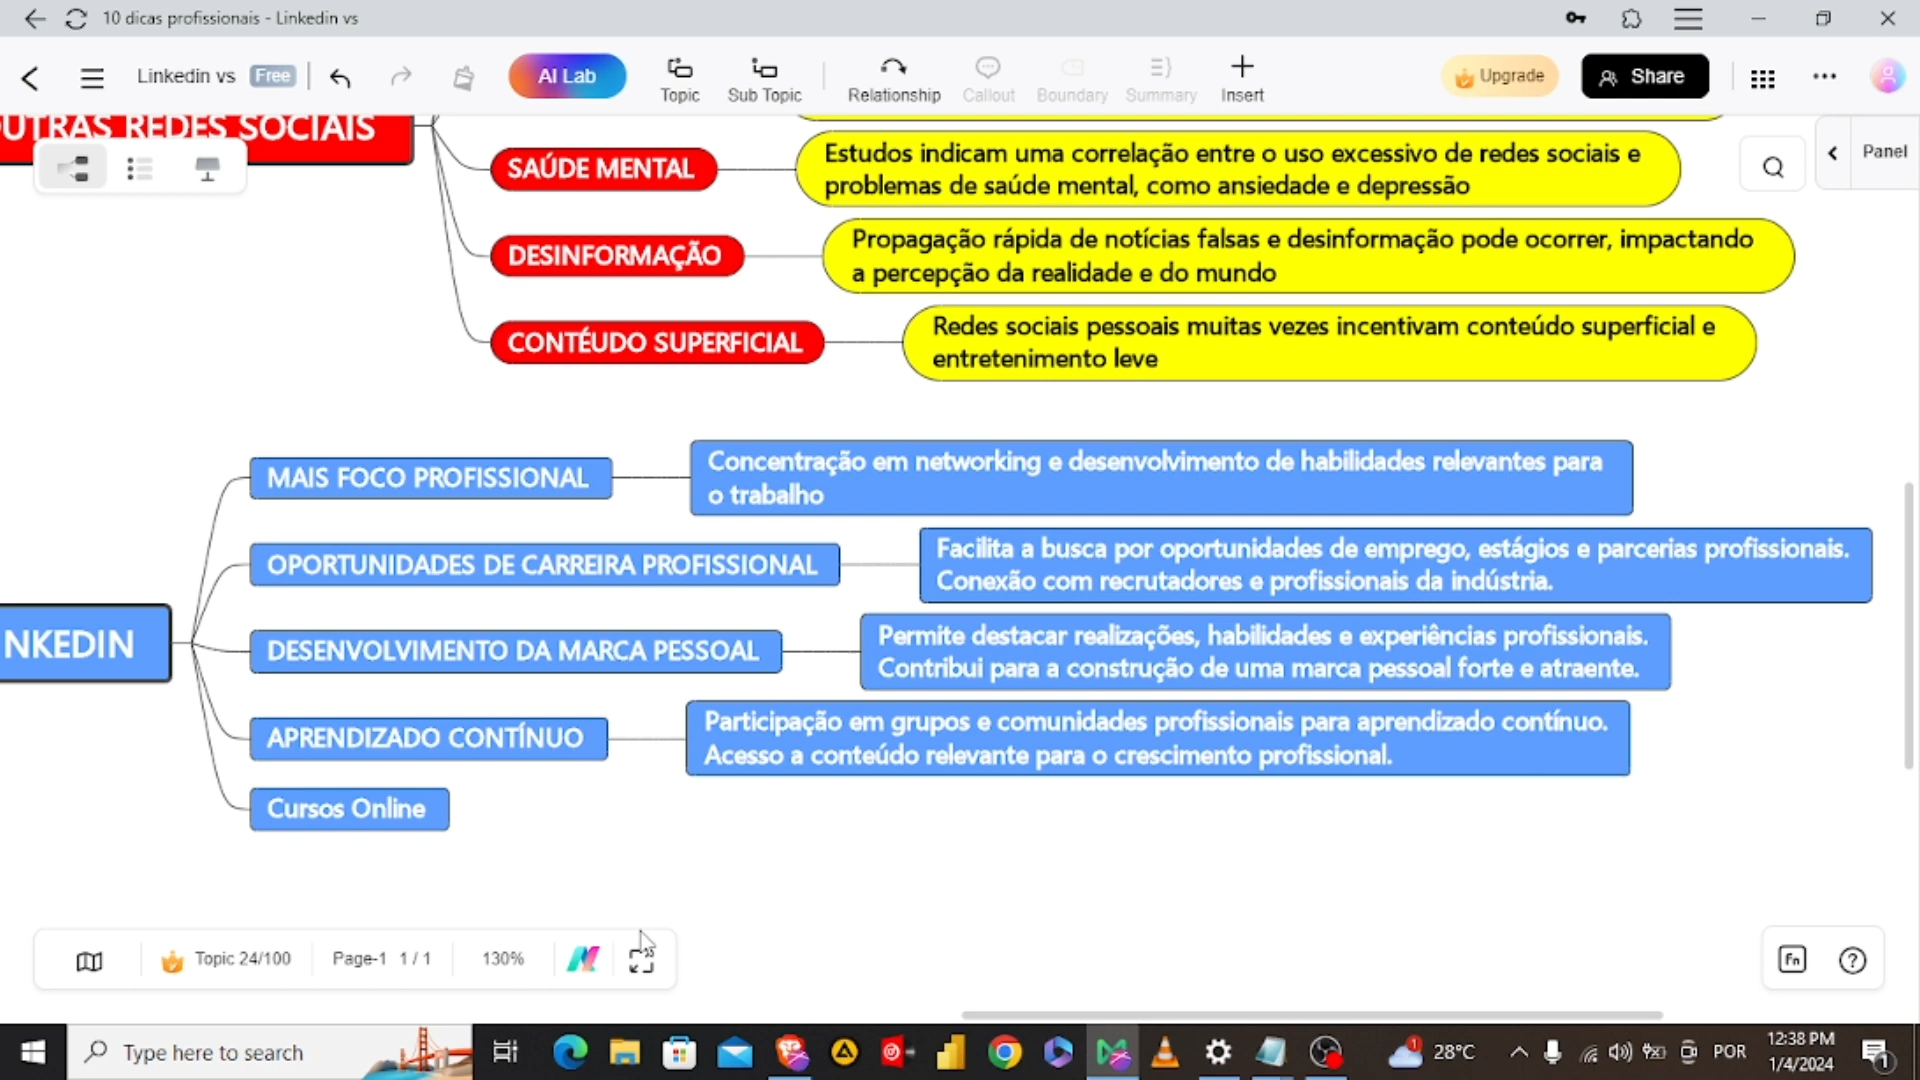 10 dicas profissionais - Linkedin vs
Linkedin vs Free
AI Lab
Topic
Sub Topic
Relationship
Callout
Boundary
Summary
Insert
Upgrade
Share
Panel
UTRAS REDES SOCIAIS
SAÚDE MENTAL
Estudos indicam uma correlação entre o uso excessivo de redes sociais e
problemas de saúde mental, como ansiedade e depressão
DESINFORMAÇÃO
Propagação rápida de notícias falsas e desinformação pode ocorrer, impactando
a percepção da realidade e do mundo
CONTÉUDO SUPERFICIAL
Redes sociais pessoais muitas vezes incentivam conteúdo superficial e
entretenimento leve
MAIS FOCO PROFISSIONAL
Concentração em networking e desenvolvimento de habilidades relevantes para
o trabalho
OPORTUNIDADES DE CARREIRA PROFISSIONAL
Facilita a busca por oportunidades de emprego, estágios e parcerias profissionais.
Conexão com recrutadores e profissionais da indústria.
NKEDIN
DESENVOLVIMENTO DA MARCA PESSOAL
Permite destacar realizações, habilidades e experiências profissionais.
Contribui para a construção de uma marca pessoal forte e atraente.
APRENDIZADO CONTÍNUO
Participação em grupos e comunidades profissionais para aprendizado contínuo.
Acesso a conteúdo relevante para o crescimento profissional.
Cursos Online
Topic 24/100
Page-1 1 / 1
130%
Fn
Type here to search
28°C
POR
12:38 PM
1/4/2024
1